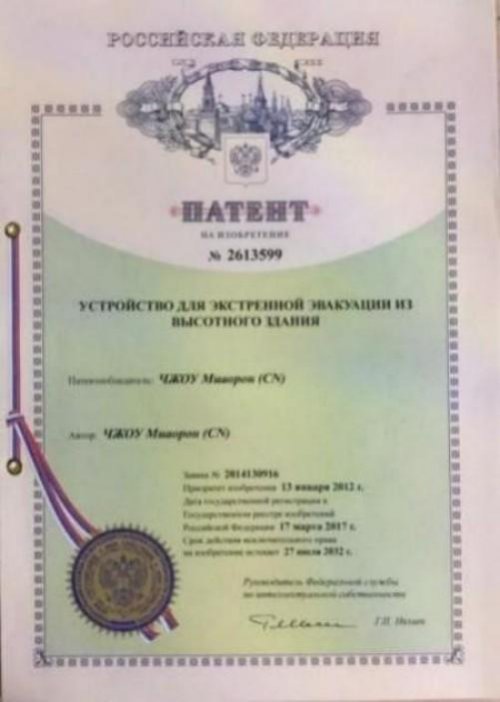 РОССИЙСКАЯ ФЕДЕРАЦИЯ
ПАТЕНТ
НА ИЗОБРЕТЕНИЕ
№ 2613599
УСТРОЙСТВО ДЛЯ ЭКСТРЕННОЙ ЭВАКУАЦИИ ИЗ
ВЫСОТНОГО ЗДАНИЯ
Патентообладатель: ЧЖОУ Миаорон (CN)
Автор: ЧЖОУ Миаорон (CN)
Заявка № 2014130916
Приоритет изобретения 13 января 2012 г.
Дата государственной регистрации в
Государственном реестре изобретений
Российской Федерации 17 марта 2017 г.
Срок действия исключительного права
на изобретение истекает 27 июля 2032 г.
Руководитель Федеральной службы
по интеллектуальной собственности
Г.П. Ивлиев